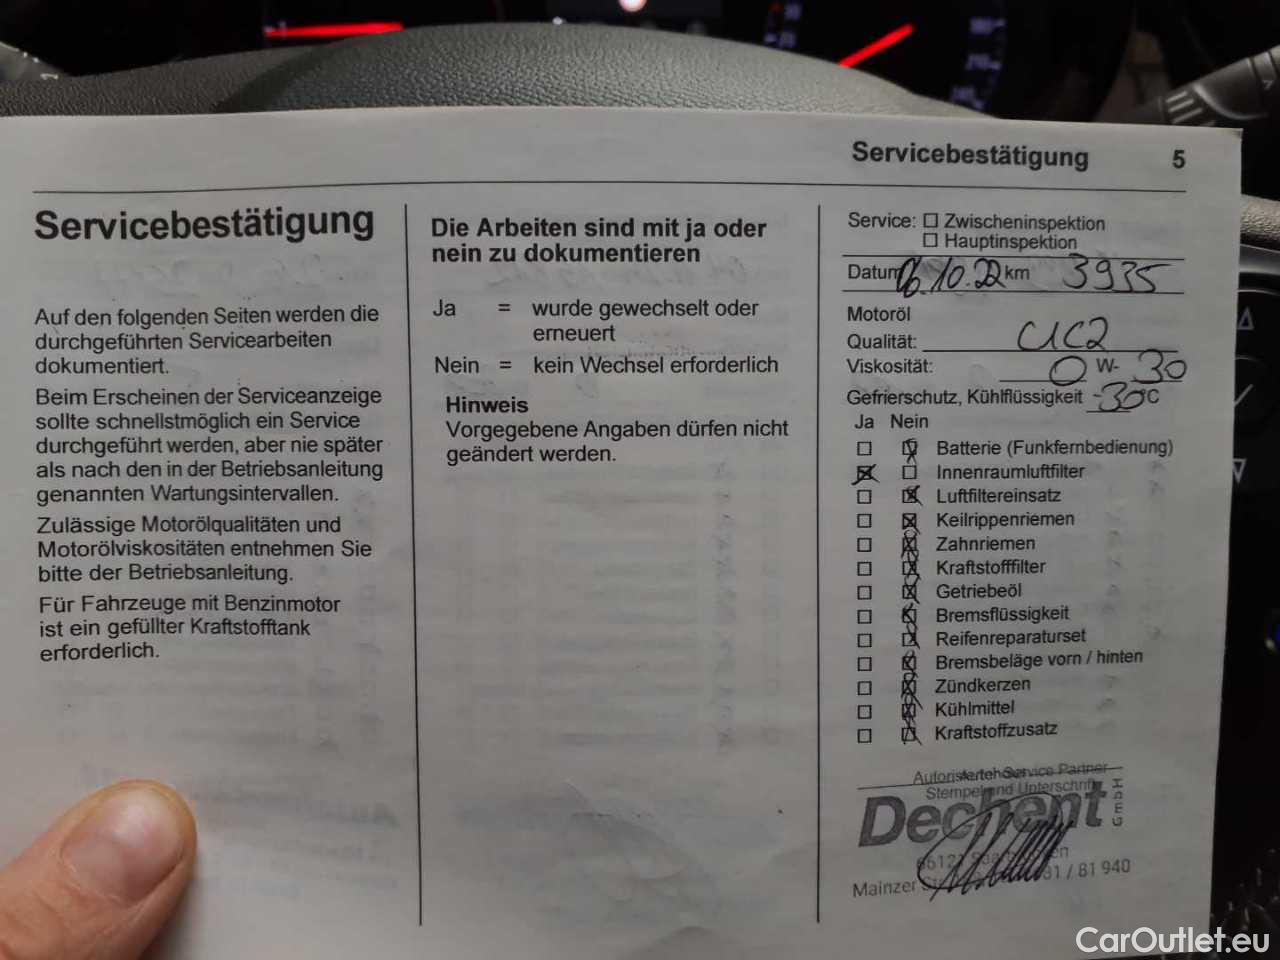 Servicebestätigung 5
Servicebestätigung
Auf den folgenden Seiten werden die
durchgeführten Servicearbeiten
dokumentiert.
Beim Erscheinen der Serviceanzeige
sollte schnellstmöglich ein Service
durchgeführt werden, aber nie später
als nach den in der Betriebsanleitung
genannten Wartungsintervallen.
Zulässige Motorölqualitäten und
Motorölviskositäten entnehmen Sie
bitte der Betriebsanleitung.
Für Fahrzeuge mit Benzinmotor
ist ein gefüllter Kraftstofftank
erforderlich.
Die Arbeiten sind mit ja oder
nein zu dokumentieren
Ja = wurde gewechselt oder
erneuert
Nein = kein Wechsel erforderlich
Hinweis
Vorgegebene Angaben dürfen nicht
geändert werden.
Service: Zwischeninspektion
Hauptinspektion
Datum 06.10.22 km 3935
Motoröl
Qualität: C1C2
Viskosität: 0 W- 30
Gefrierschutz, Kühlflüssigkeit -30°C
Ja Nein
Batterie (Funkfernbedienung)
Innenraumluftfilter
Luftfiltereinsatz
Keilrippenriemen
Zahnriemen
Kraftstofffilter
Getriebeöl
Bremsflüssigkeit
Reifenreparaturset
Bremsbeläge vorn / hinten
Zündkerzen
Kühlmittel
Kraftstoffzusatz
Autorisierter Service Partner
Stempel und Unterschrift
Dechent GmbH
66121
Mainzer 81 / 81 940
CarOutlet.eu